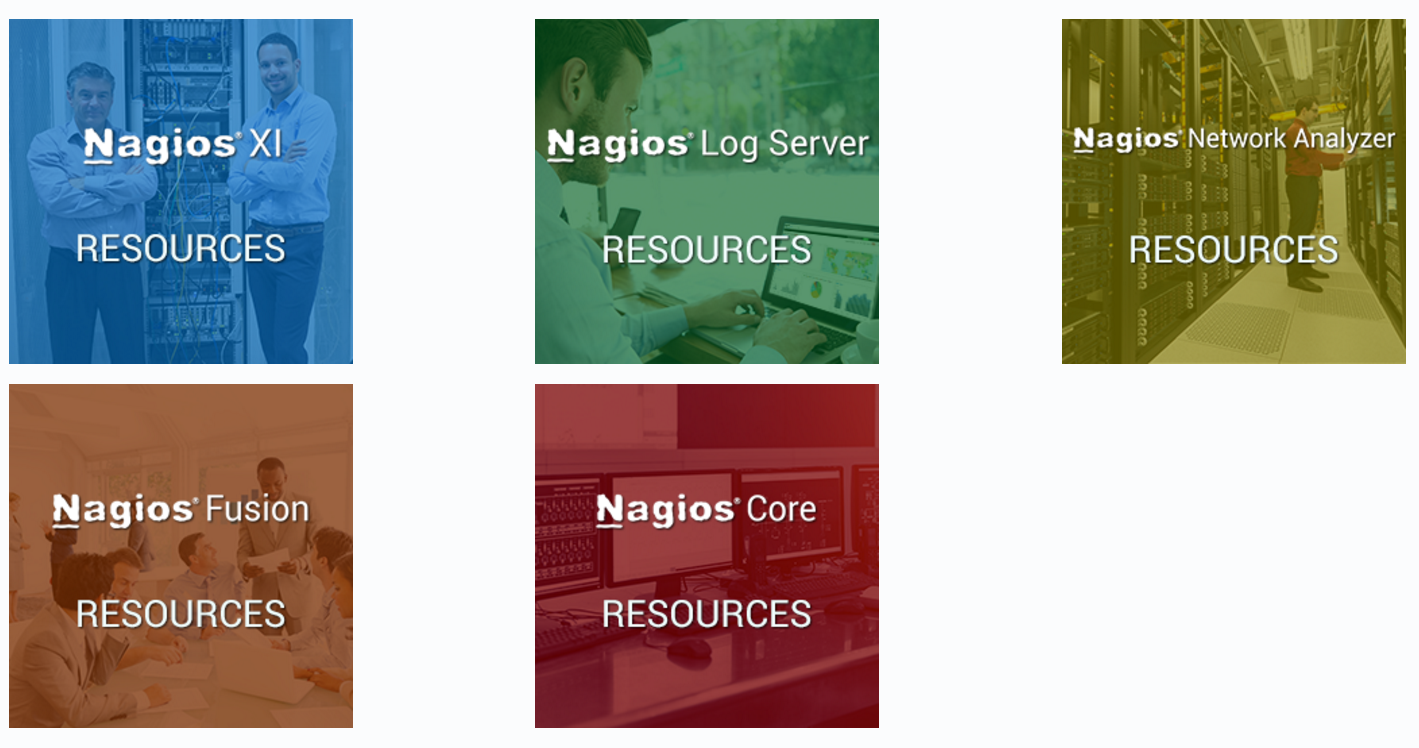 Nagios® XI
RESOURCES
Nagios® Log Server
RESOURCES
Nagios® Network Analyzer
RESOURCES
Nagios® Fusion
RESOURCES
Nagios® Core
RESOURCES